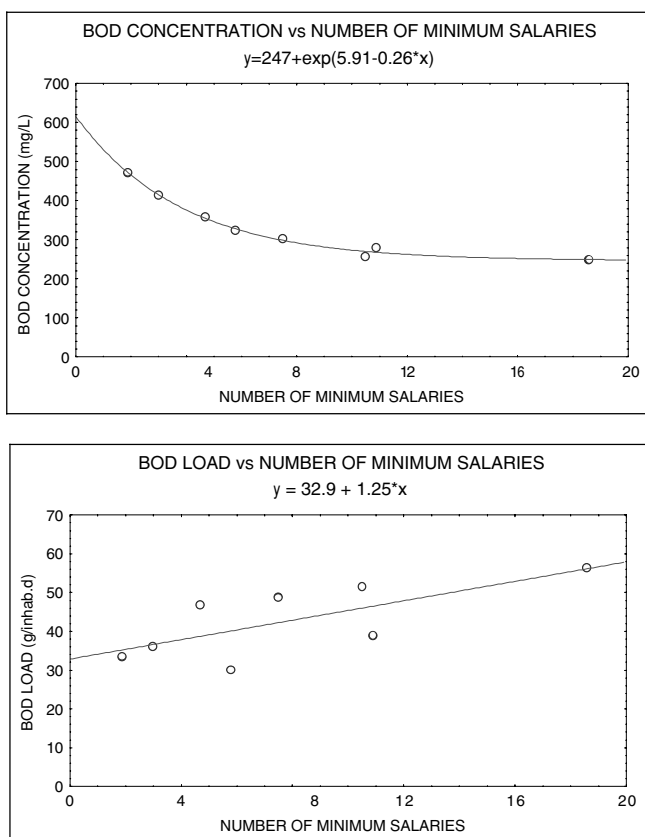 BOD CONCENTRATION vs NUMBER OF MINIMUM SALARIES
y=247+exp(5.91-0.26*x)
700
600
500
400
300
200
100
0
BOD CONCENTRATION (mg/L)
0 4 8 12 16 20
NUMBER OF MINIMUM SALARIES
BOD LOAD vs NUMBER OF MINIMUM SALARIES
y = 32.9 + 1.25*x
70
60
50
40
30
20
10
0
BOD LOAD (g/inhab.d)
0 4 8 12 16 20
NUMBER OF MINIMUM SALARIES